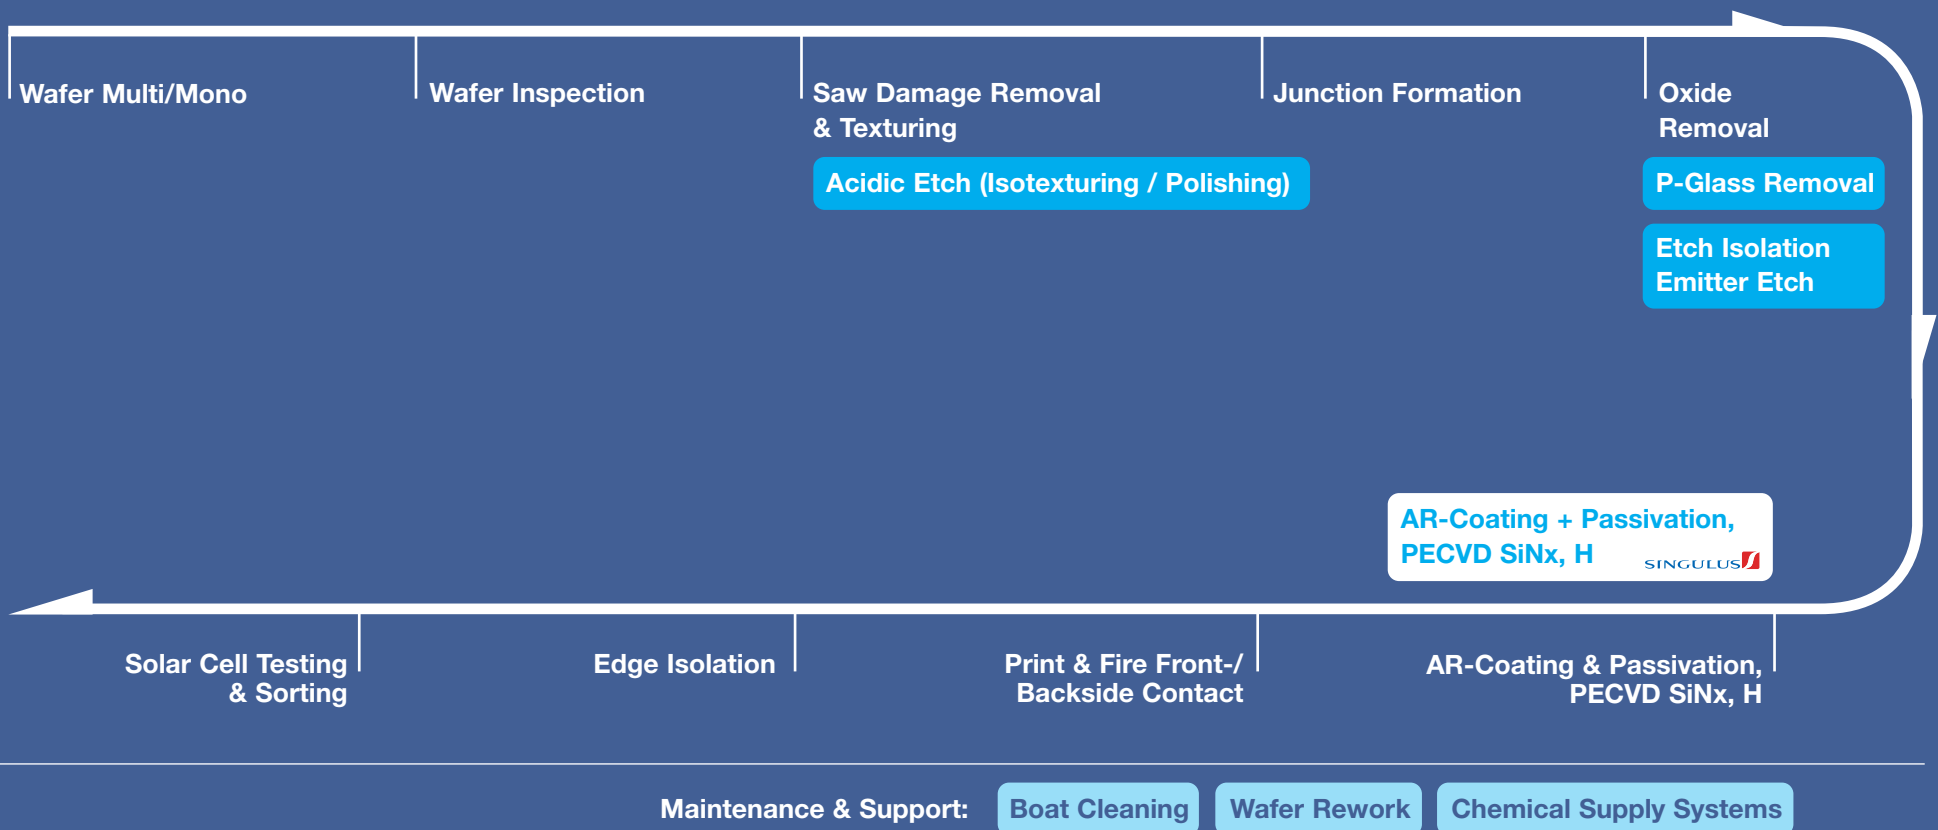 Wafer Multi/Mono
Wafer Inspection
Saw Damage Removal
& Texturing
Acidic Etch (Isotexturing / Polishing)
Junction Formation
Oxide
Removal
P-Glass Removal
Etch Isolation
Emitter Etch
AR-Coating + Passivation,
PECVD SiNx, H
SINGULUS
Solar Cell Testing
& Sorting
Edge Isolation
Print & Fire Front-/
Backside Contact
AR-Coating & Passivation,
PECVD SiNx, H
Maintenance & Support:
Boat Cleaning
Wafer Rework
Chemical Supply Systems